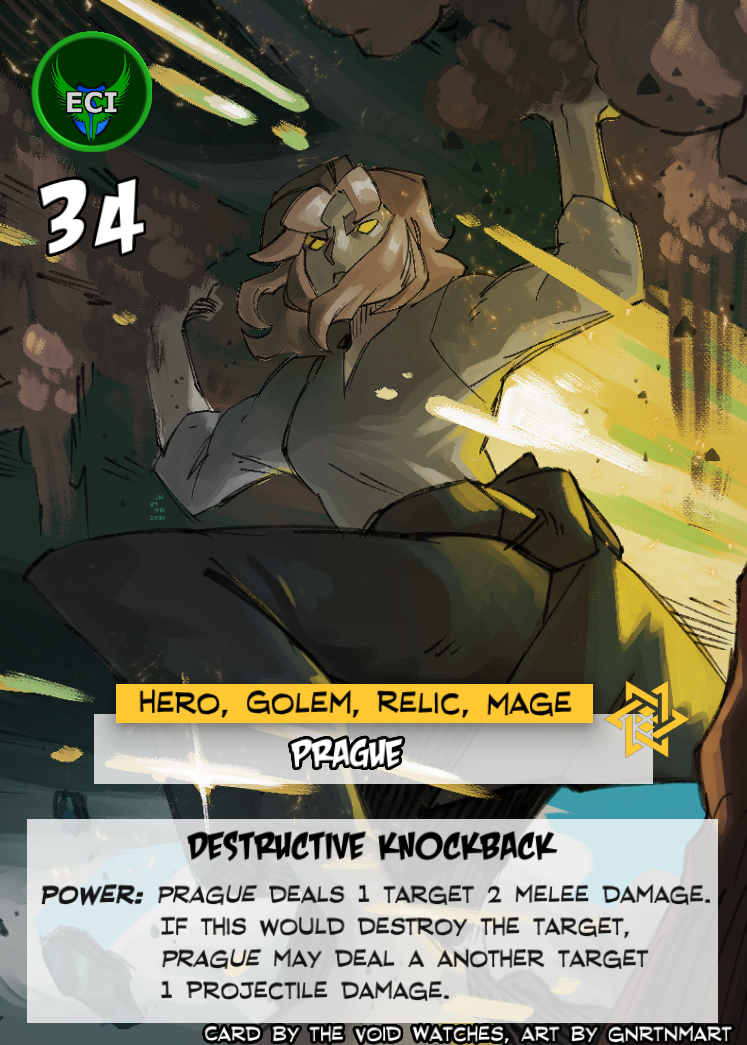 ECI
34
HERO, GOLEM, RELIC, MAGE
PRAGUE
DESTRUCTIVE KNOCKBACK
POWER: PRAGUE DEALS 1 TARGET 2 MELEE DAMAGE.
IF THIS WOULD DESTROY THE TARGET,
PRAGUE MAY DEAL A ANOTHER TARGET
1 PROJECTILE DAMAGE.
CARD BY THE VOID WATCHES, ART BY GNRTNMART